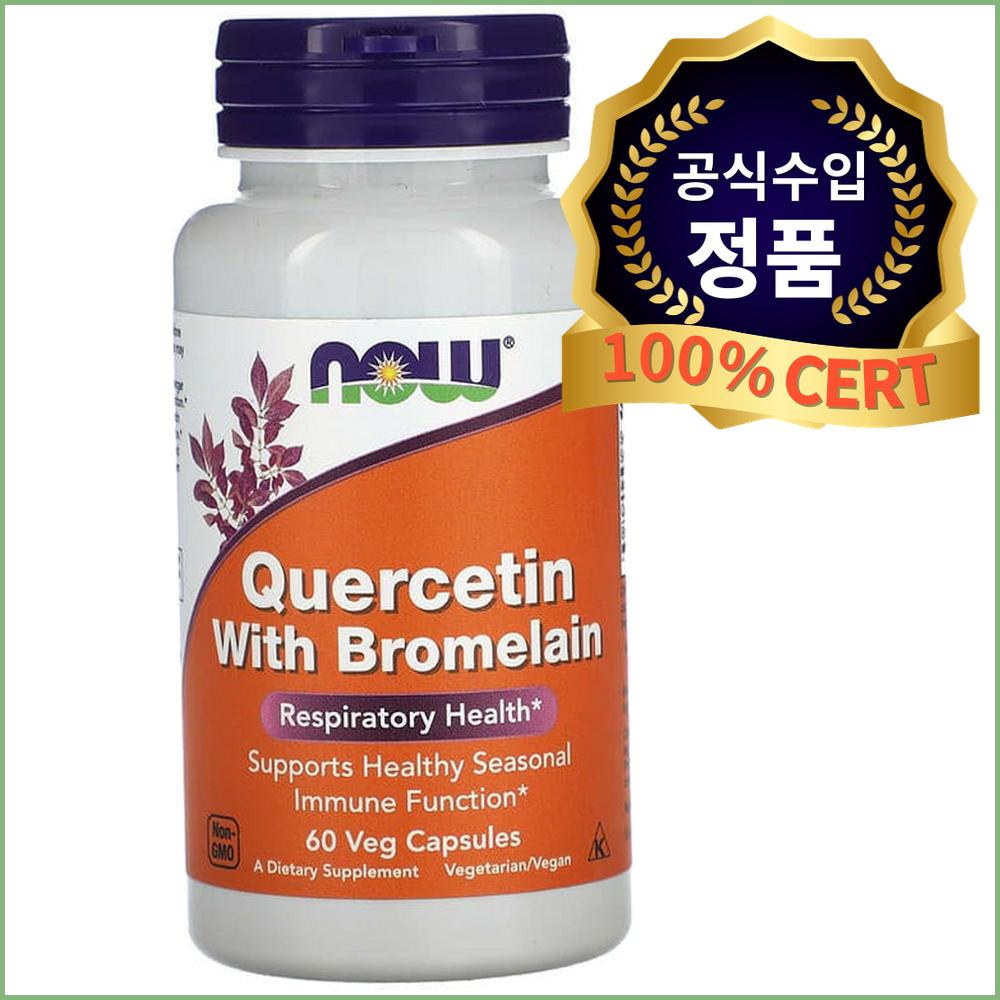 공식수입
정품
100% CERT
NOW®
Quercetin
With Bromelain
Respiratory Health*
Supports Healthy Seasonal
Immune Function*
60 Veg Capsules
Non-
GMO
A Dietary Supplement Vegetarian/Vegan
K